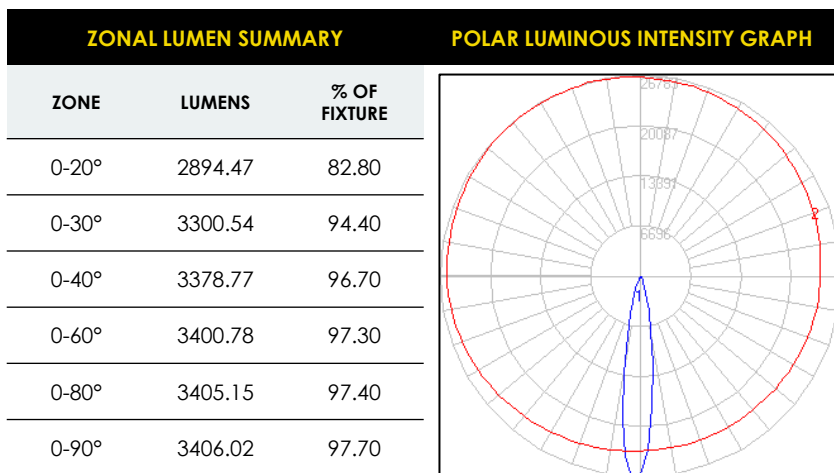 ZONAL LUMEN SUMMARY
POLAR LUMINOUS INTENSITY GRAPH
ZONE LUMENS % OF FIXTURE
0-20° 2894.47 82.80
0-30° 3300.54 94.40
0-40° 3378.77 96.70
0-60° 3400.78 97.30
0-80° 3405.15 97.40
0-90° 3406.02 97.70
26783
20087
13391
6696
2
1